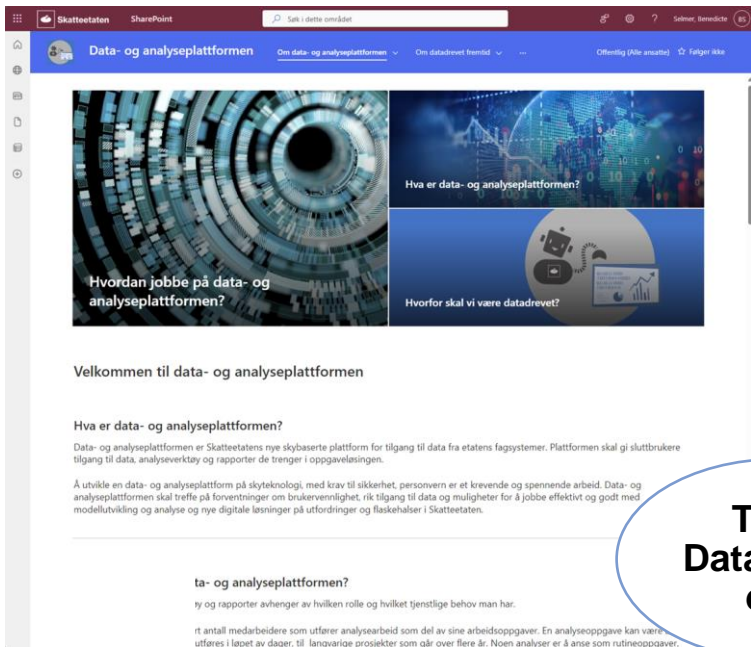 Skatteetaten SharePoint Søk i dette området ? Selmer, Benedicte BS
Data- og analyseplattformen Om data- og analyseplattformen Om datadrevet fremtid ... Offentlig (Alle ansatte) Følger ikke
Hva er data- og analyseplattformen?
Hvordan jobbe på data- og
analyseplattformen?
Hvorfor skal vi være datadrevet?
Velkommen til data- og analyseplattformen
Hva er data- og analyseplattformen?
Data- og analyseplattformen er Skatteetatens nye skybaserte plattform for tilgang til data fra etatens fagsystemer. Plattformen skal gi sluttbrukere
tilgang til data, analyseverktøy og rapporter de trenger i oppgaveløsingen.
Å utvikle en data- og analyseplattform på skyteknologi, med krav til sikkerhet, personvern er et krevende og spennende arbeid. Data- og
analyseplattformen skal treffe på forventninger om brukervennlighet, rik tilgang til data og muligheter for å jobbe effektivt og godt med
modellutvikling og analyse og nye digitale løsninger på utfordringer og flaskehalser i Skatteetaten.
ta- og analyseplattformen?
øy og rapporter avhenger av hvilken rolle og hvilket tjenstlige behov man har.
rt antall medarbeidere som utfører analysearbeid som del av sine arbeidsoppgaver. En analyseoppgave kan være
utføres i løpet av dager, til langvarige prosjekter som går over flere år. Noen analyser er å anse som rutineoppgaver,
T
Data